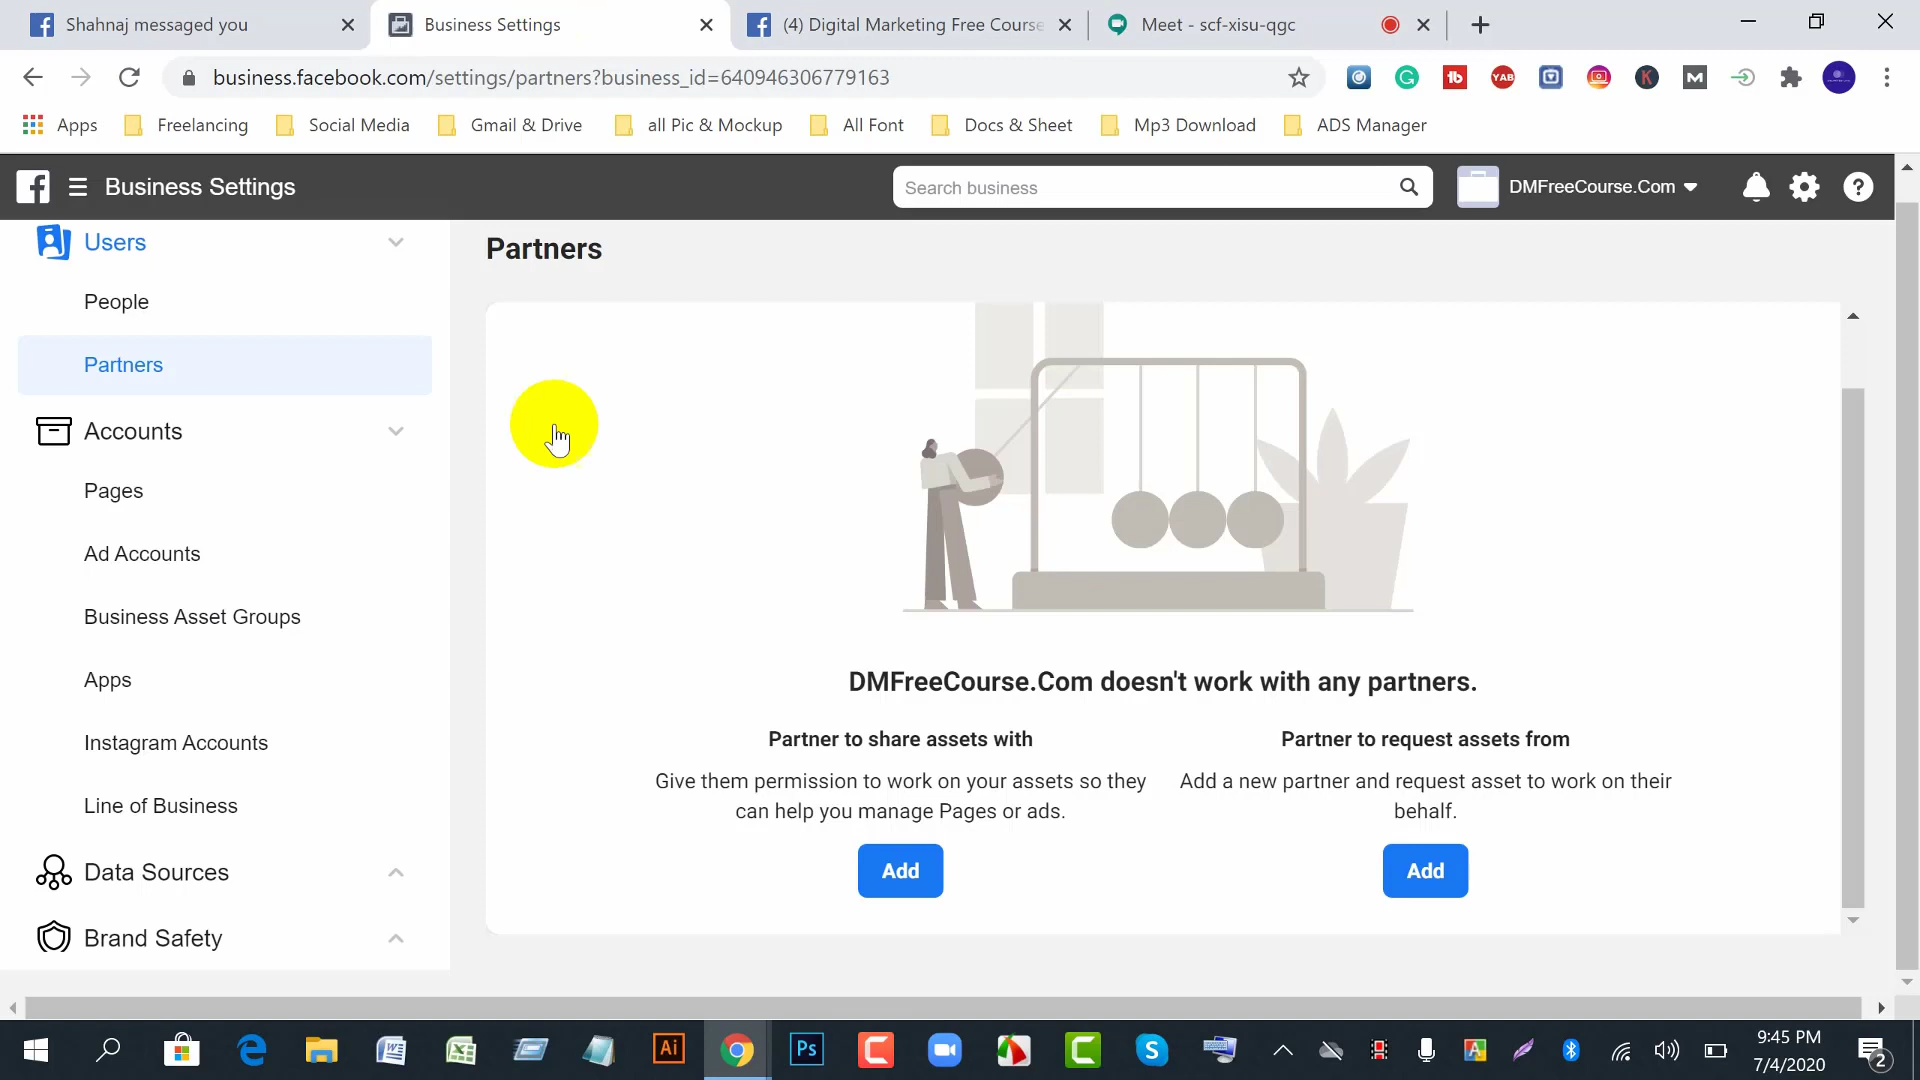 Shahnaj messaged you
Business Settings
(4) Digital Marketing Free Course
Meet - scf-xisu-qgc
business.facebook.com/settings/partners?business_id=640946306779163
Apps
Freelancing
Social Media
Gmail & Drive
all Pic & Mockup
All Font
Docs & Sheet
Mp3 Download
ADS Manager
Business Settings
Search business
DMFreeCourse.Com
Users
People
Partners
Accounts
Pages
Ad Accounts
Business Asset Groups
Apps
Instagram Accounts
Line of Business
Data Sources
Brand Safety
Partners
DMFreeCourse.Com doesn't work with any partners.
Partner to share assets with
Give them permission to work on your assets so they
can help you manage Pages or ads.
Add
Partner to request assets from
Add a new partner and request asset to work on their
behalf.
Add
9:45 PM
7/4/2020
2